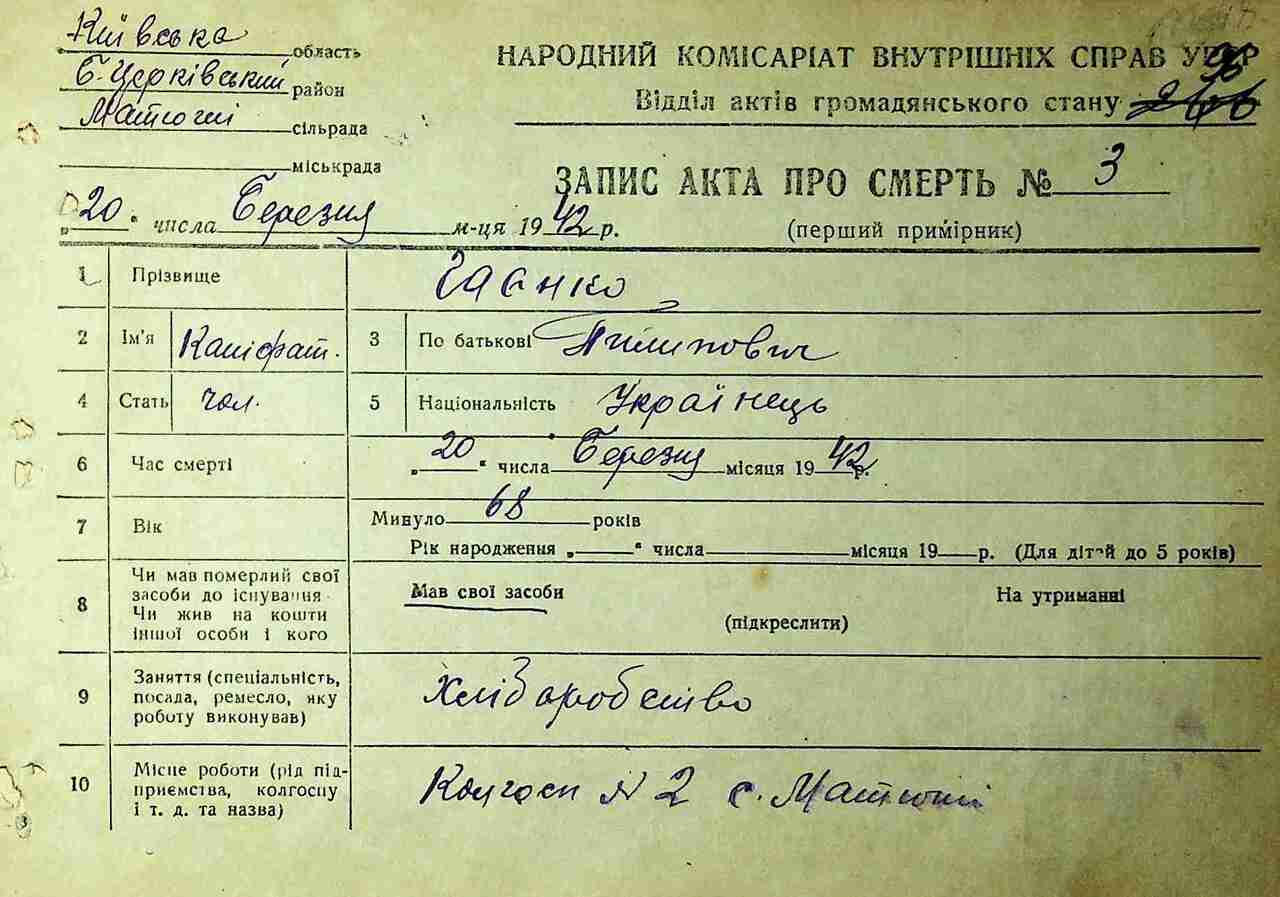 Київська область
Б-Церківський район
Матюші сільрада
міськрада
НАРОДНИЙ КОМІСАРІАТ ВНУТРІШНІХ СПРАВ УРСР
Відділ актів громадянського стану
ЗАПИС АКТА ПРО СМЕРТЬ № 3
„20“ числа Березня м-ця 1942 р.
(перший примірник)
1 Прізвище Гаєнко
2 Ім'я Каліфат. 3 По батькові Пилипович
4 Стать чол. 5 Національність Українець
6 Час смерті „20“ числа Березня місяця 1942 р.
7 Вік Минуло 68 років
Рік народження „ “ числа місяця 19 р. (Для дітей до 5 років)
8 Чи мав померлий свої засоби до існування Чи жив на кошти іншої особи і кого
Мав свої засоби На утриманні
(підкреслити)
9 Заняття (спеціальність, посада, ремесло, яку роботу виконував) Хліборобство
10 Місце роботи (рід підприємства, колгоспу і т. д. та назва) Колгосп № 2 с. Матюші